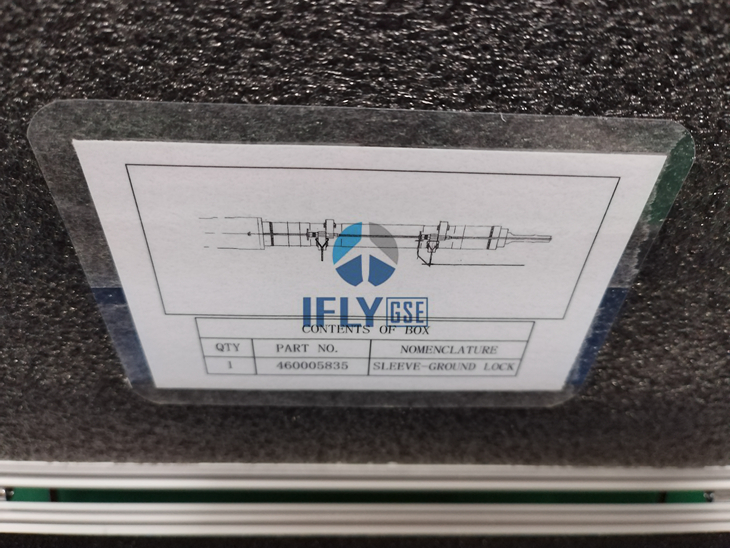 IFLY GSE
CONTENTS OF BOX
QTY PART NO. NOMENCLATURE
1 460005835 SLEEVE-GROUND LOCK